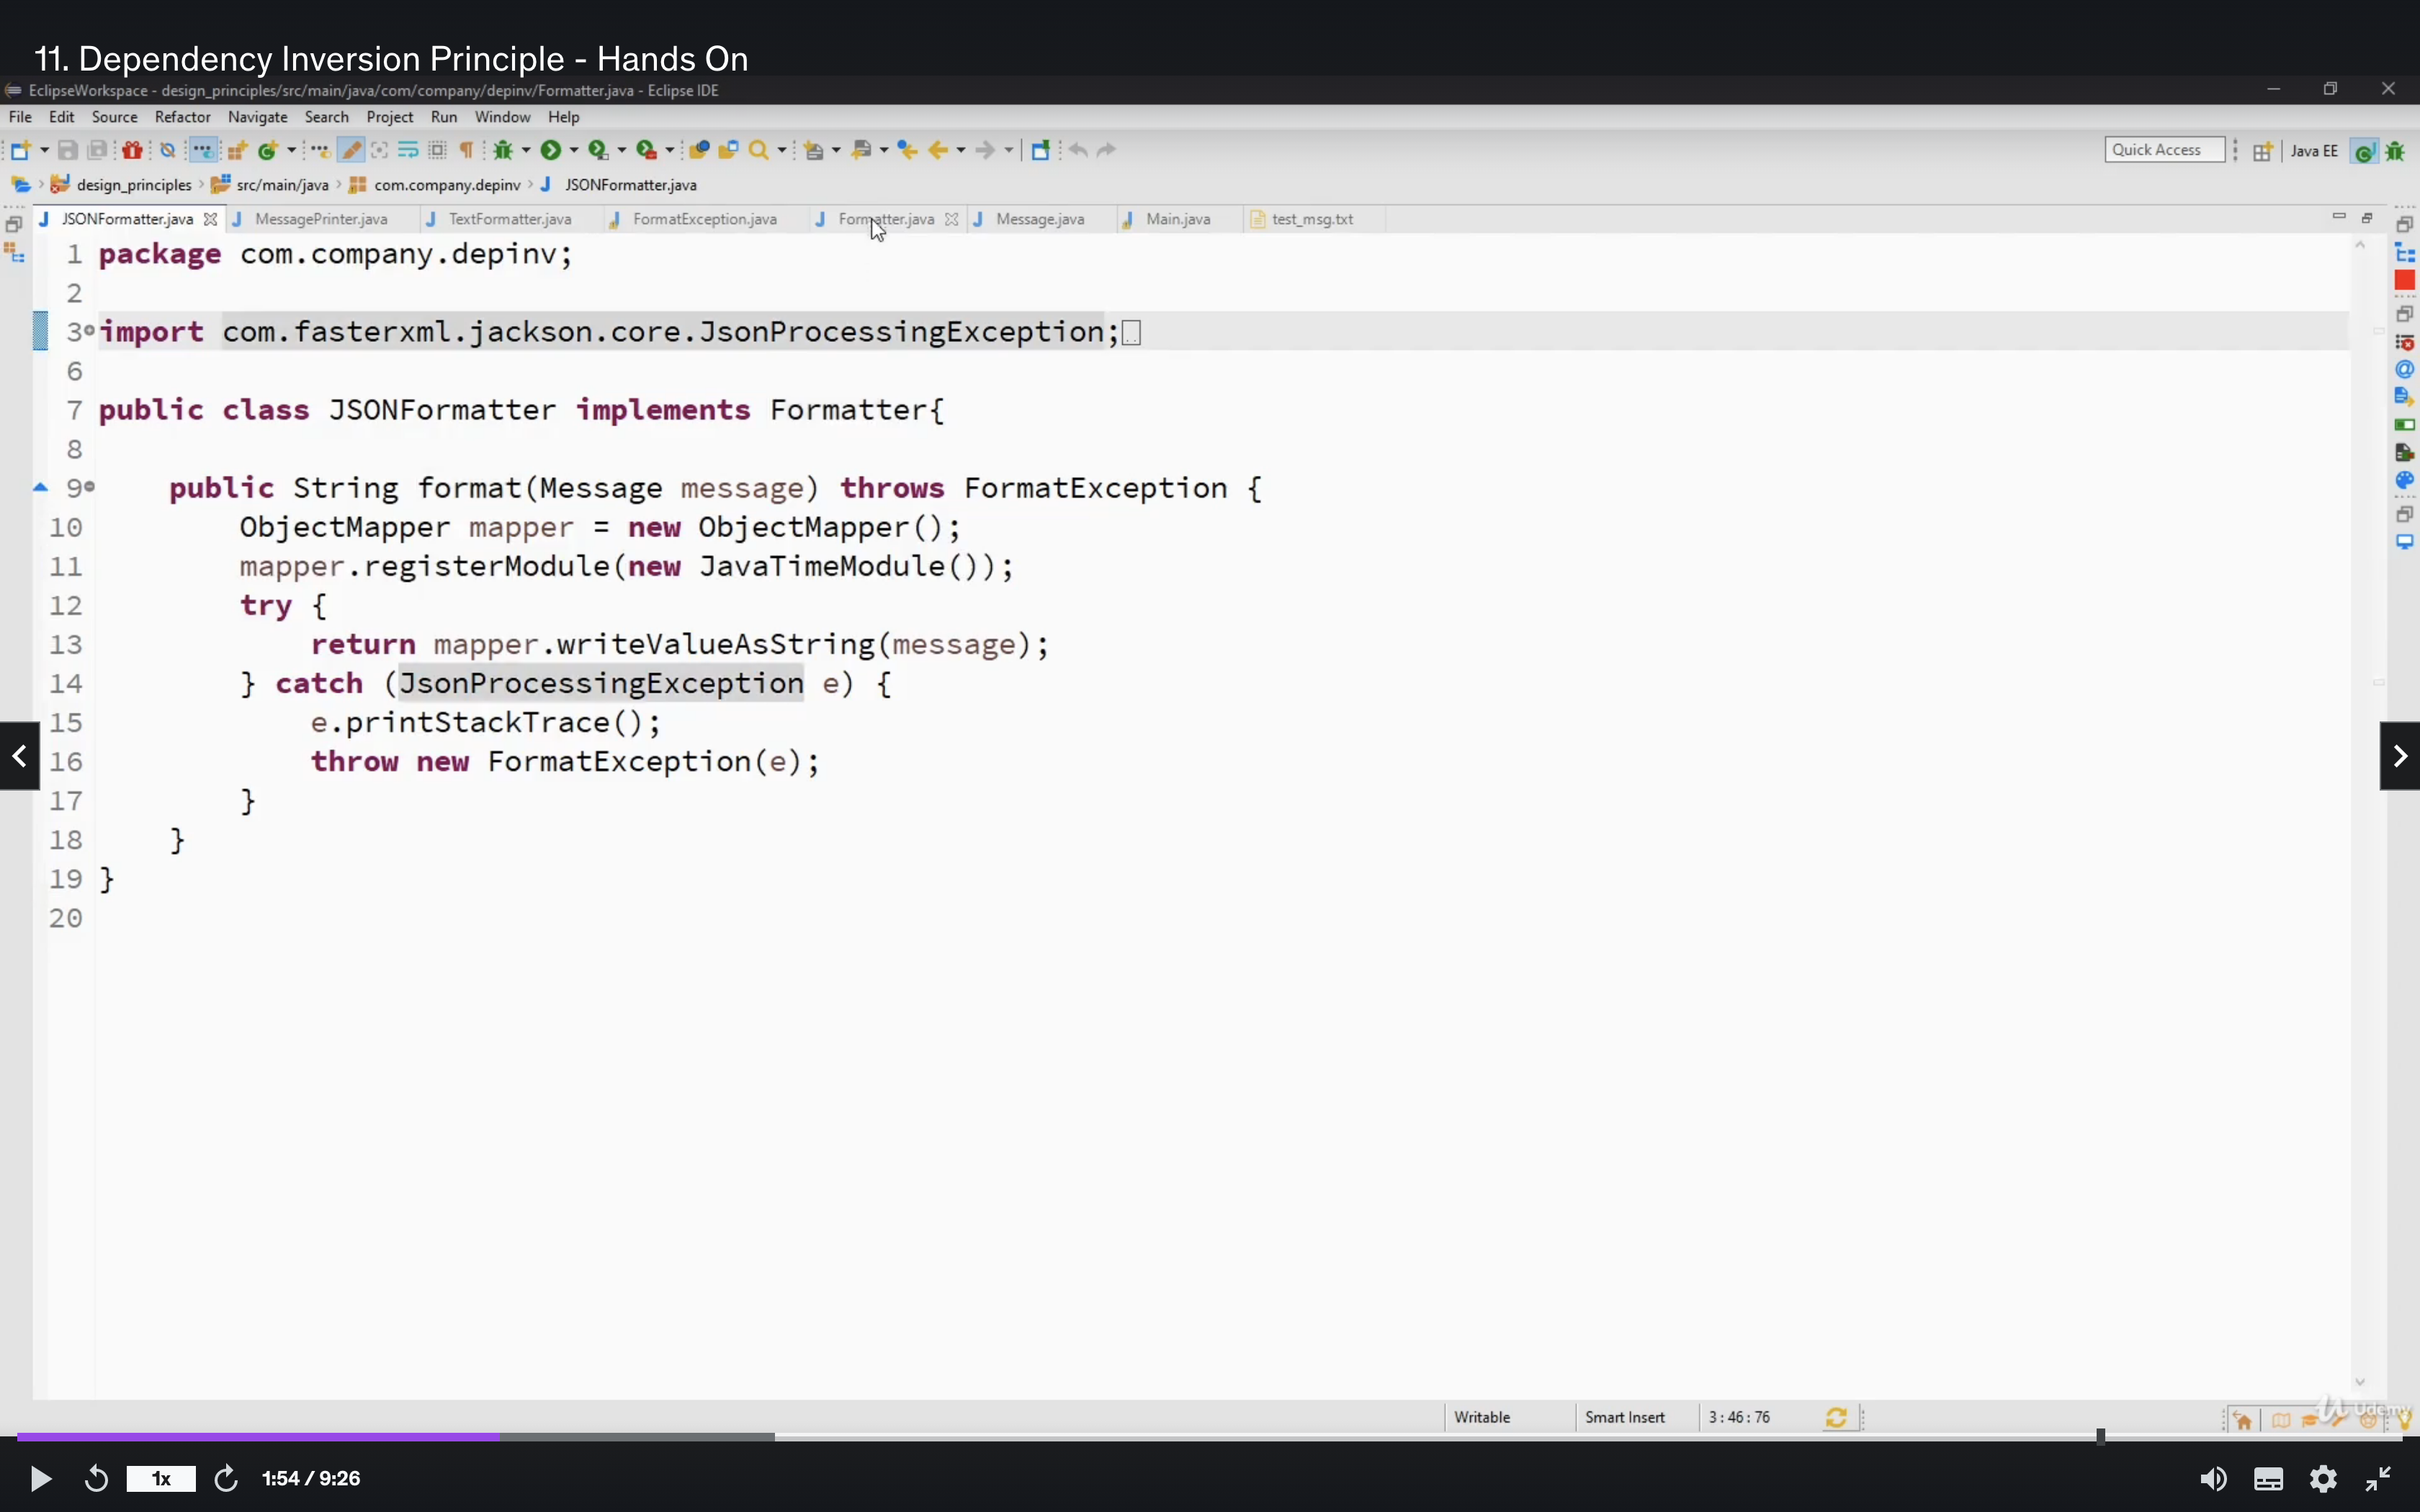 11. Dependency Inversion Principle - Hands On
EclipseWorkspace - design_principles/src/main/java/com/company/depinv/Formatter.java - Eclipse IDE
File Edit Source Refactor Navigate Search Project Run Window Help
Quick Access Java EE
design_principles src/main/java com.company.depinv JSONFormatter.java
JSONFormatter.java MessagePrinter.java TextFormatter.java FormatException.java Formatter.java Message.java Main.java test_msg.txt
1 package com.company.depinv;
2
3 import com.fasterxml.jackson.core.JsonProcessingException;
6
7 public class JSONFormatter implements Formatter{
8
9 public String format(Message message) throws FormatException {
10 ObjectMapper mapper = new ObjectMapper();
11 mapper.registerModule(new JavaTimeModule());
12 try {
13 return mapper.writeValueAsString(message);
14 } catch (JsonProcessingException e) {
15 e.printStackTrace();
16 throw new FormatException(e);
17 }
18 }
19 }
20
Writable Smart Insert 3 : 46 : 76
Udemy
1x 1:54 / 9:26